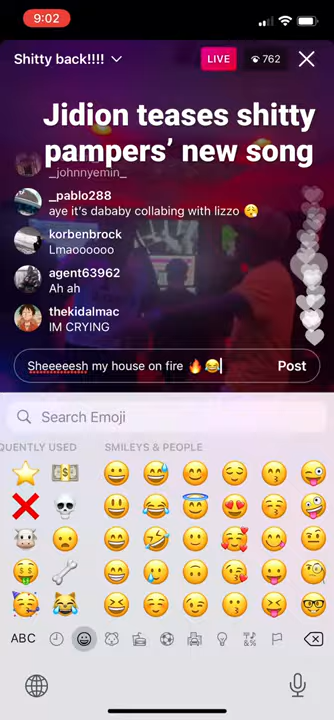 9:02
Shitty back!!!!
LIVE
762
Jidion teases shitty
pampers’ new song
_johnnyemin_
_pablo288
aye it's dababy collabing with lizzo 😤
korbenbrock
Lmaoooooo
agent63962
Ah ah
thekidalmac
IM CRYING
Sheeeeesh my house on fire 🔥😂
Post
Search Emoji
QUENTLY USED
SMILEYS & PEOPLE
ABC